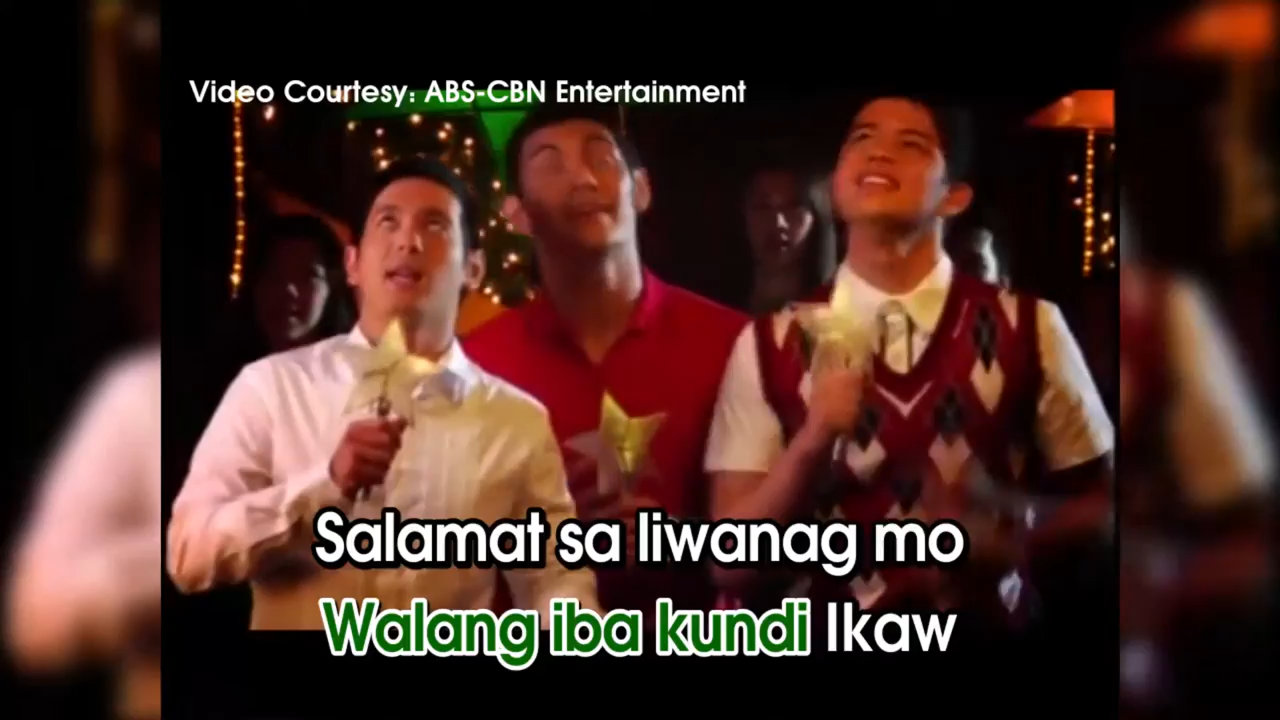 Video Courtesy: ABS-CBN Entertainment
Salamat sa liwanag mo
Walang iba kundi Ikaw